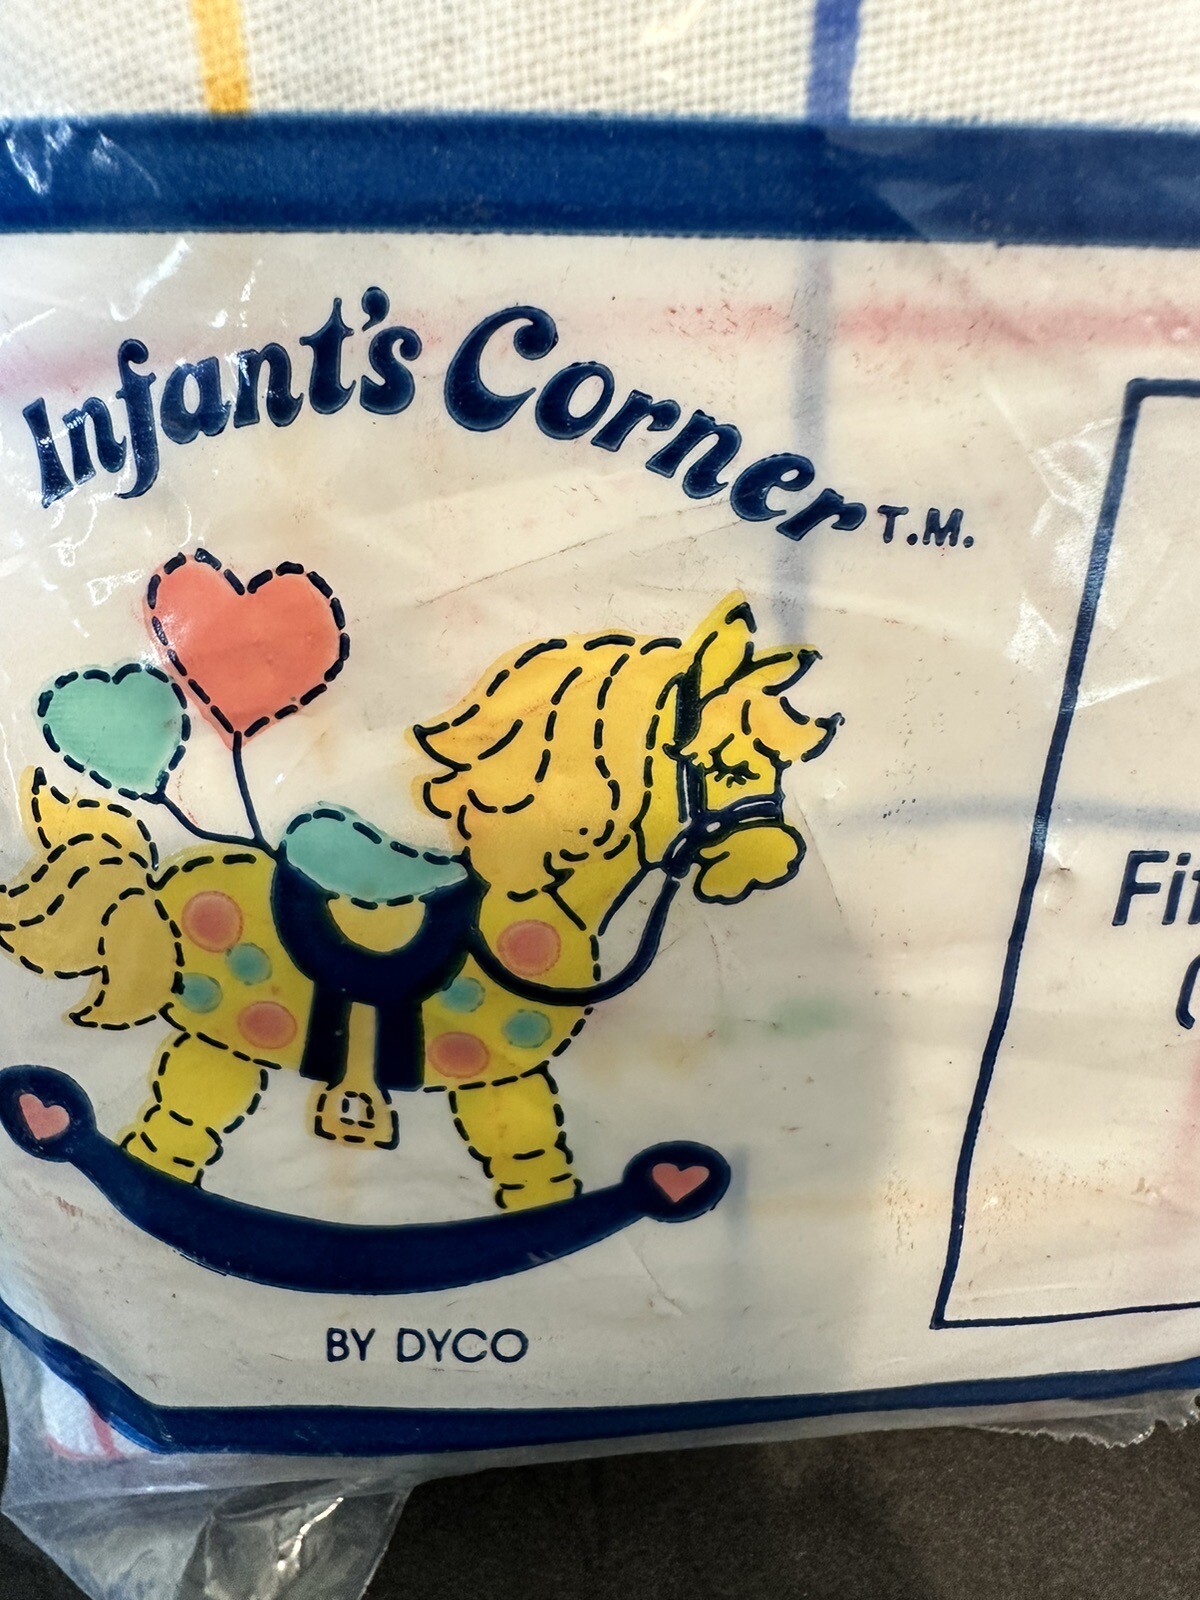 Infant's Corner T.M.
BY DYCO